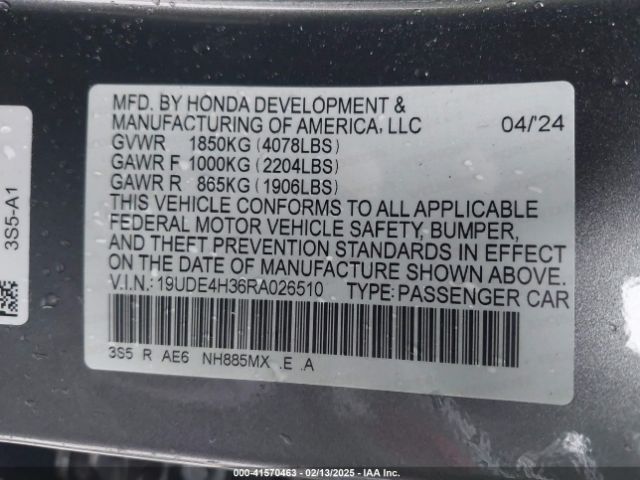 MFD. BY HONDA DEVELOPMENT &
MANUFACTURING OF AMERICA, LLC 04/'24
GVWR 1850KG (4078LBS)
GAWR F 1000KG (2204LBS)
GAWR R 865KG (1906LBS)
THIS VEHICLE CONFORMS TO ALL APPLICABLE
FEDERAL MOTOR VEHICLE SAFETY, BUMPER,
AND THEFT PREVENTION STANDARDS IN EFFECT
ON THE DATE OF MANUFACTURE SHOWN ABOVE.
V.I.N.: 19UDE4H36RA026510 TYPE: PASSENGER CAR
3S5 R AE6 NH885MX .E .A
3S5-A1
00-41570463 - 02/13/2025 - IAA Inc.